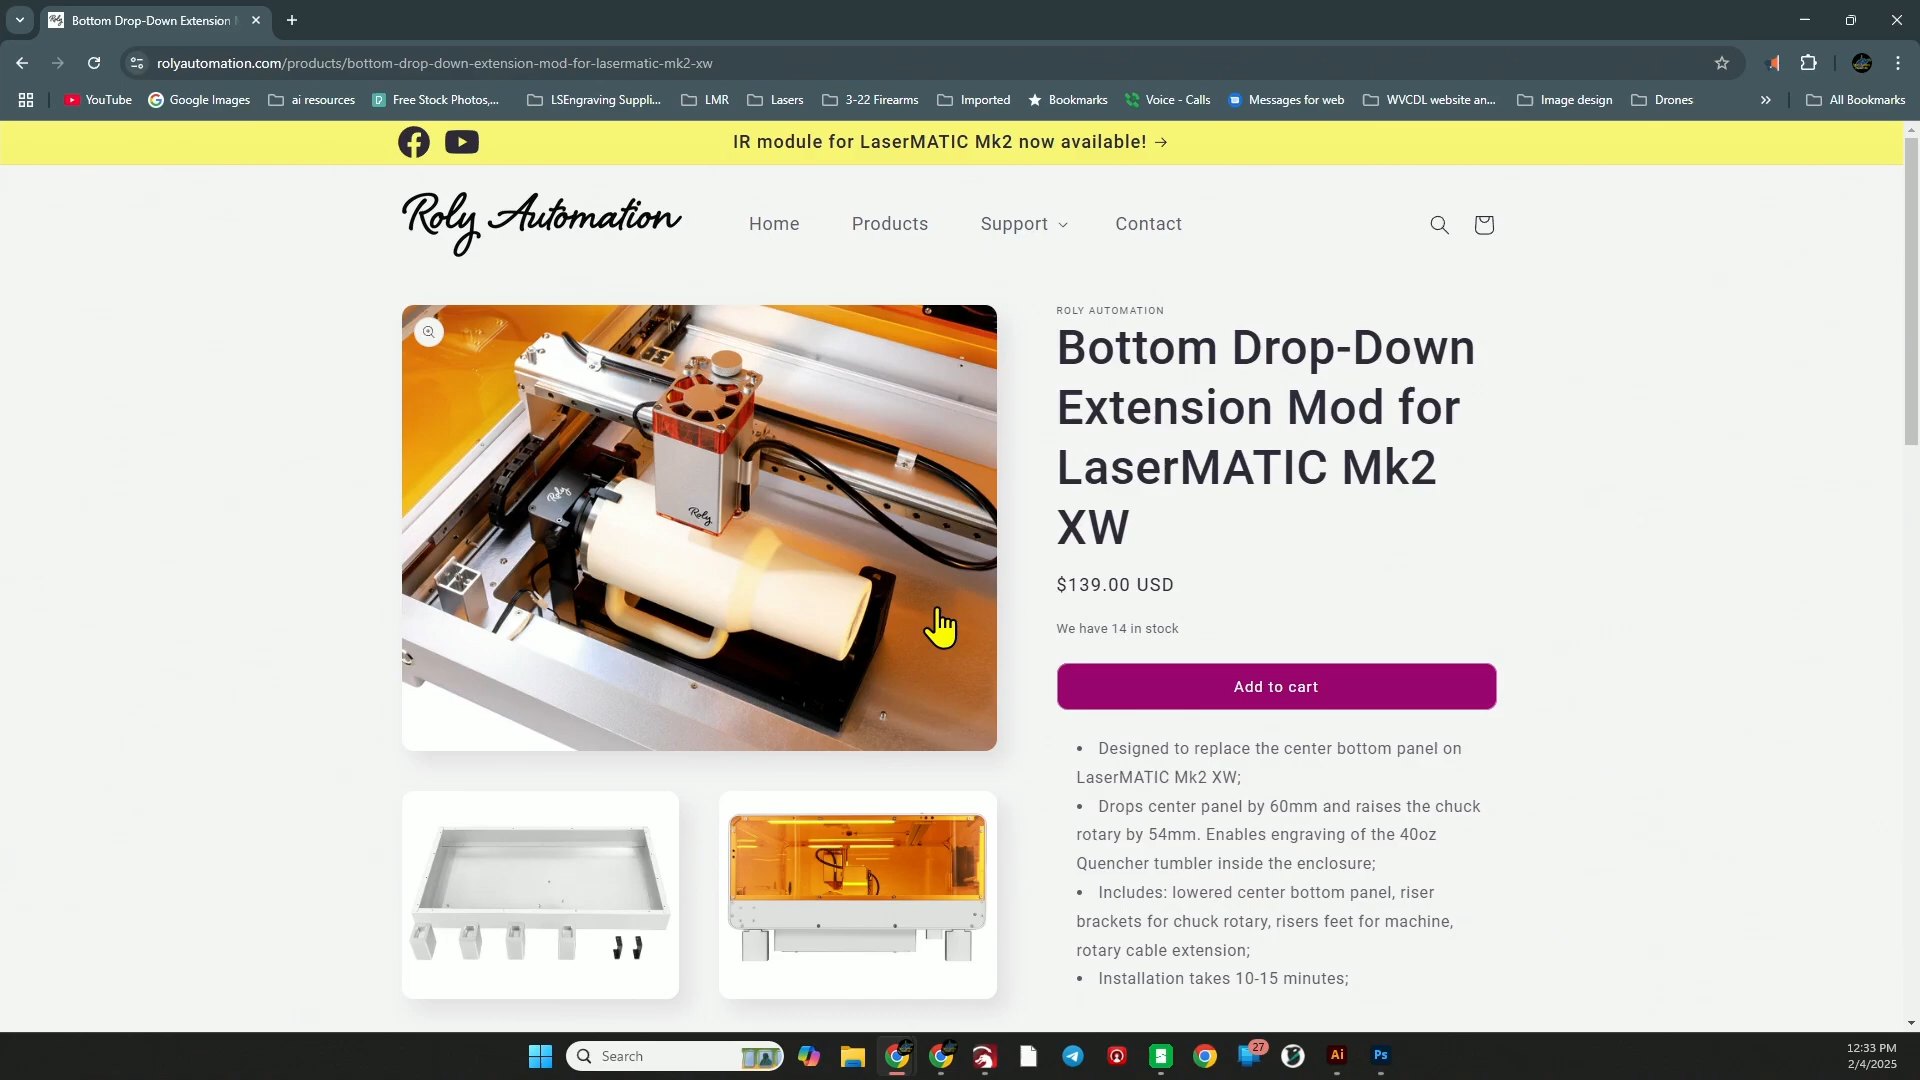 Bottom Drop-Down Extension
rolyautomation.com/products/bottom-drop-down-extension-mod-for-lasermatic-mk2-xw
YouTube
Google Images
ai resources
Free Stock Photos,...
LSEngraving Suppli...
LMR
Lasers
3-22 Firearms
Imported
Bookmarks
Voice - Calls
Messages for web
WVCDL website an...
Image design
Drones
All Bookmarks
IR module for LaserMATIC Mk2 now available! →
Roly Automation
Home
Products
Support
Contact
ROLY AUTOMATION
Bottom Drop-Down
Extension Mod for
LaserMATIC Mk2
XW
$139.00 USD
We have 14 in stock
Add to cart
• Designed to replace the center bottom panel on
LaserMATIC Mk2 XW;
• Drops center panel by 60mm and raises the chuck
rotary by 54mm. Enables engraving of the 40oz
Quencher tumbler inside the enclosure;
• Includes: lowered center bottom panel, riser
brackets for chuck rotary, risers feet for machine,
rotary cable extension;
• Installation takes 10-15 minutes;
Roly
Roly
Search
27
Ai
Ps
12:33 PM
2/4/2025